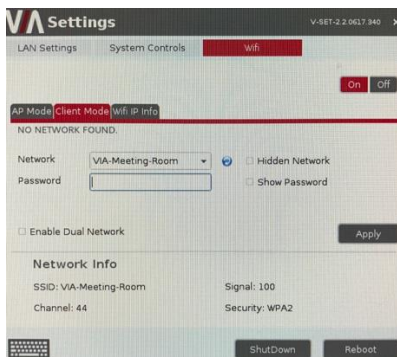 VIA Settings
V-SET-2.2.0617.340
LAN Settings System Controls Wifi
On Off
AP Mode Client Mode Wifi IP Info
NO NETWORK FOUND.
Network VIA-Meeting-Room Hidden Network
Password Show Password
Enable Dual Network
Apply
Network Info
SSID: VIA-Meeting-Room Signal: 100
Channel: 44 Security: WPA2
ShutDown Reboot